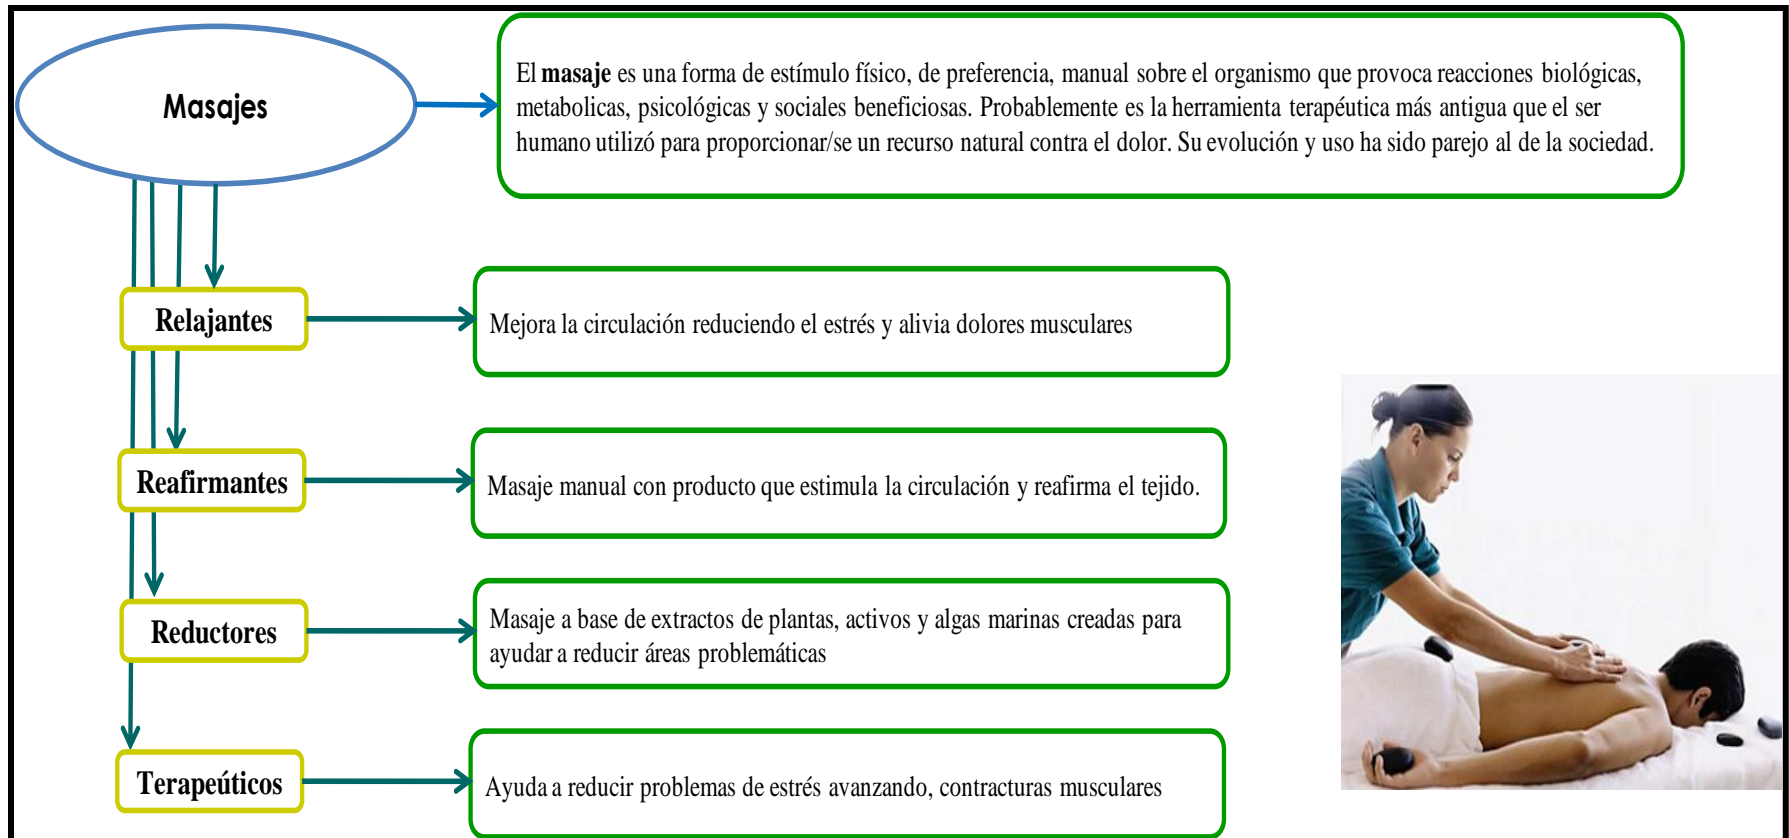 Masajes
El masaje es una forma de estímulo físico, de preferencia, manual sobre el organismo que provoca reacciones biológicas,
metabolicas, psicológicas y sociales beneficiosas. Probablemente es la herramienta terapéutica más antigua que el ser
humano utilizó para proporcionar/se un recurso natural contra el dolor. Su evolución y uso ha sido parejo al de la sociedad.
Relajantes
Mejora la circulación reduciendo el estrés y alivia dolores musculares
Reafirmantes
Masaje manual con producto que estimula la circulación y reafirma el tejido.
Reductores
Masaje a base de extractos de plantas, activos y algas marinas creadas para
ayudar a reducir áreas problemáticas
Terapeúticos
Ayuda a reducir problemas de estrés avanzando, contracturas musculares